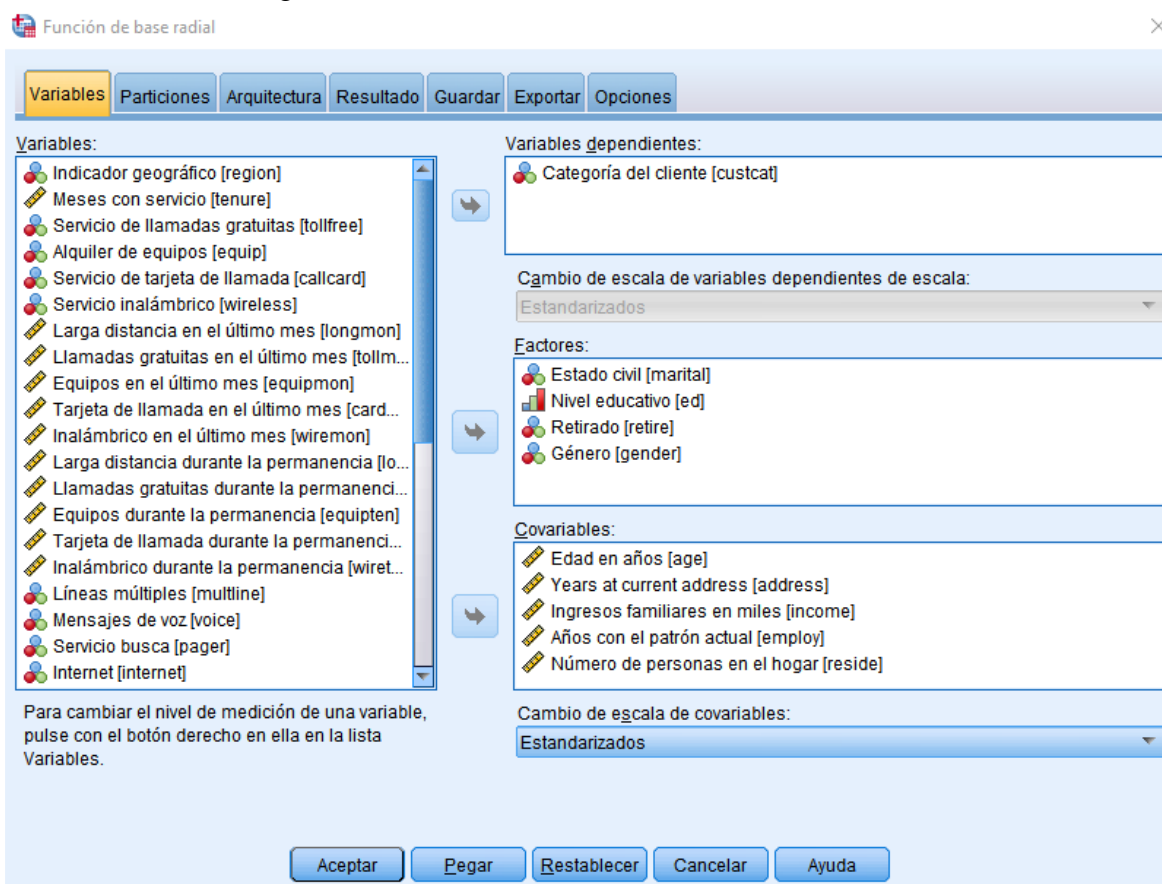 Función de base radial
Variables Particiones Arquitectura Resultado Guardar Exportar Opciones
Variables:
Indicador geográfico [region]
Meses con servicio [tenure]
Servicio de llamadas gratuitas [tollfree]
Alquiler de equipos [equip]
Servicio de tarjeta de llamada [callcard]
Servicio inalámbrico [wireless]
Larga distancia en el último mes [longmon]
Llamadas gratuitas en el último mes [tollm...
Equipos en el último mes [equipmon]
Tarjeta de llamada en el último mes [card...
Inalámbrico en el último mes [wiremon]
Larga distancia durante la permanencia [lo...
Llamadas gratuitas durante la permanenci...
Equipos durante la permanencia [equipten]
Tarjeta de llamada durante la permanenci...
Inalámbrico durante la permanencia [wiret...
Líneas múltiples [multline]
Mensajes de voz [voice]
Servicio busca [pager]
Internet [internet]
Para cambiar el nivel de medición de una variable,
pulse con el botón derecho en ella en la lista
Variables.
Variables dependientes:
Categoría del cliente [custcat]
Cambio de escala de variables dependientes de escala:
Estandarizados
Factores:
Estado civil [marital]
Nivel educativo [ed]
Retirado [retire]
Género [gender]
Covariables:
Edad en años [age]
Years at current address [address]
Ingresos familiares en miles [income]
Años con el patrón actual [employ]
Número de personas en el hogar [reside]
Cambio de escala de covariables:
Estandarizados
Aceptar Pegar Restablecer Cancelar Ayuda